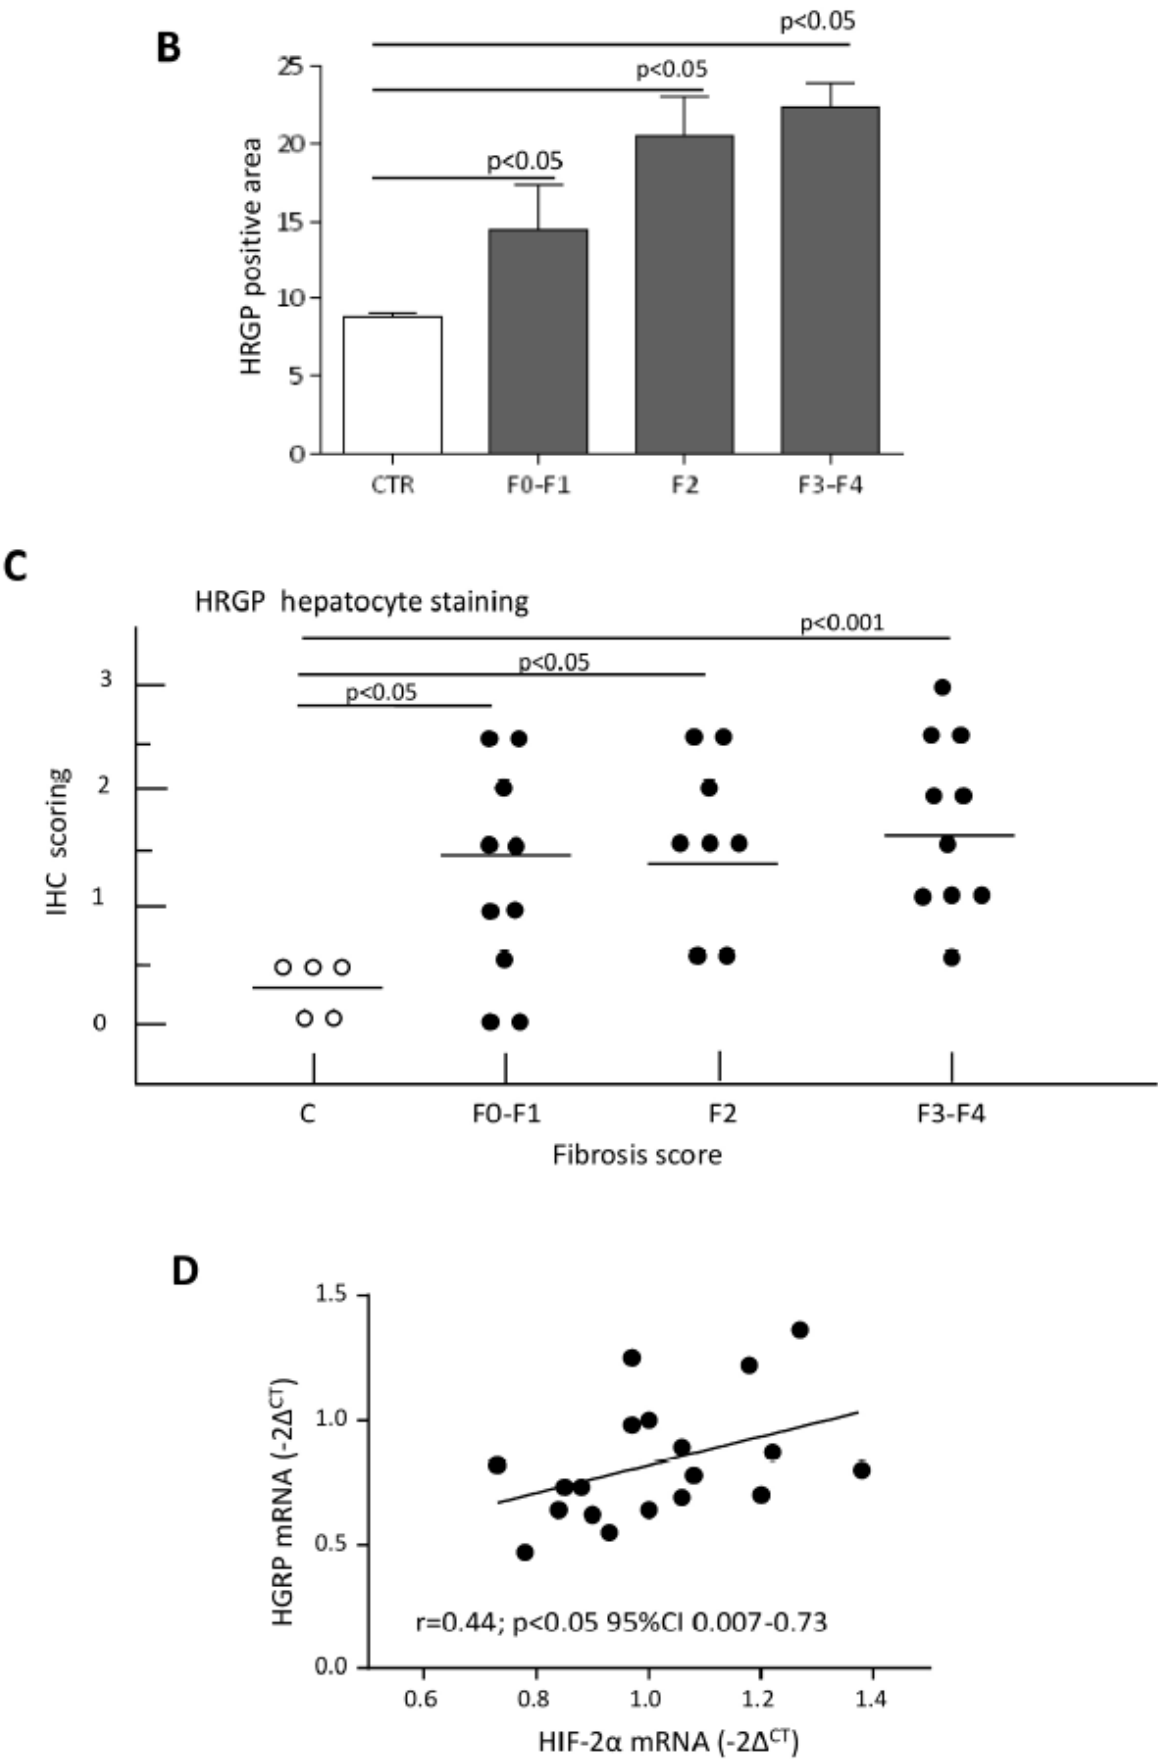 B
p<0.05
p<0.05
p<0.05
25
20
15
10
5
0
HRGP positive area
CTR F0-F1 F2 F3-F4
C
HRGP hepatocyte staining
p<0.001
p<0.05
p<0.05
3
2
1
0
IHC scoring
C F0-F1 F2 F3-F4
Fibrosis score
D
1.5
1.0
0.5
0.0
HGRP mRNA (-2Δ^CT)
r=0.44; p<0.05 95%CI 0.007-0.73
0.6 0.8 1.0 1.2 1.4
HIF-2α mRNA (-2Δ^CT)